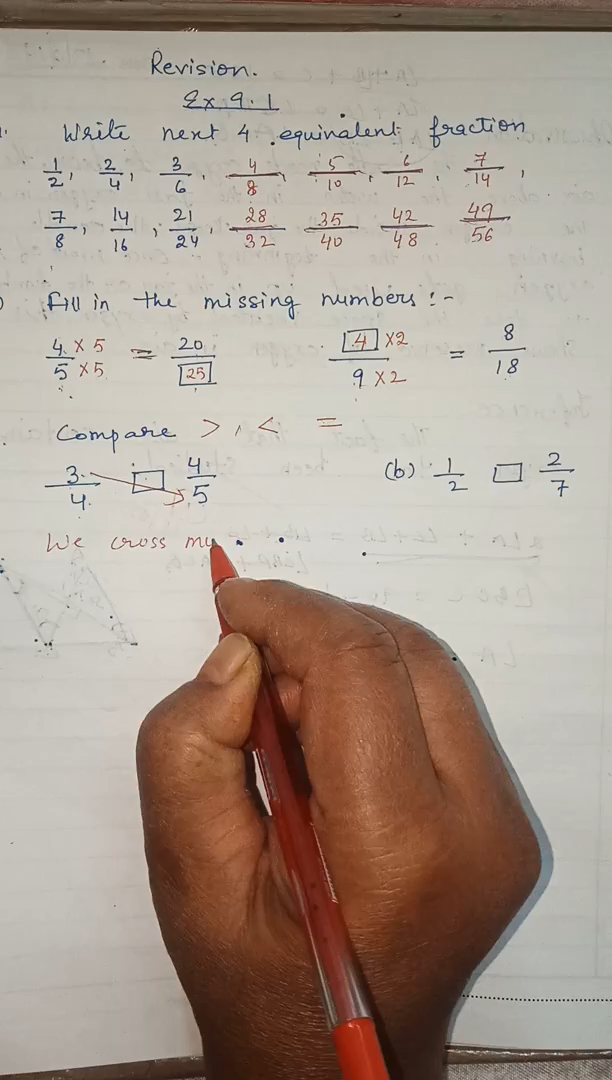 Revision.
Ex 9.1
Write next 4 equivalent fraction
1/2, 2/4, 3/6, 4/8, 5/10, 6/12, 7/14,
7/8, 14/16, 21/24, 28/32 35/40 42/48 49/56
Fill in the missing numbers :-
4 × 5/5 × 5 = 20/25 4 × 2/9 × 2 = 8/18
Compare >, < =
3/4 □ 4/5 (b) 1/2 □ 2/7
We cross mu